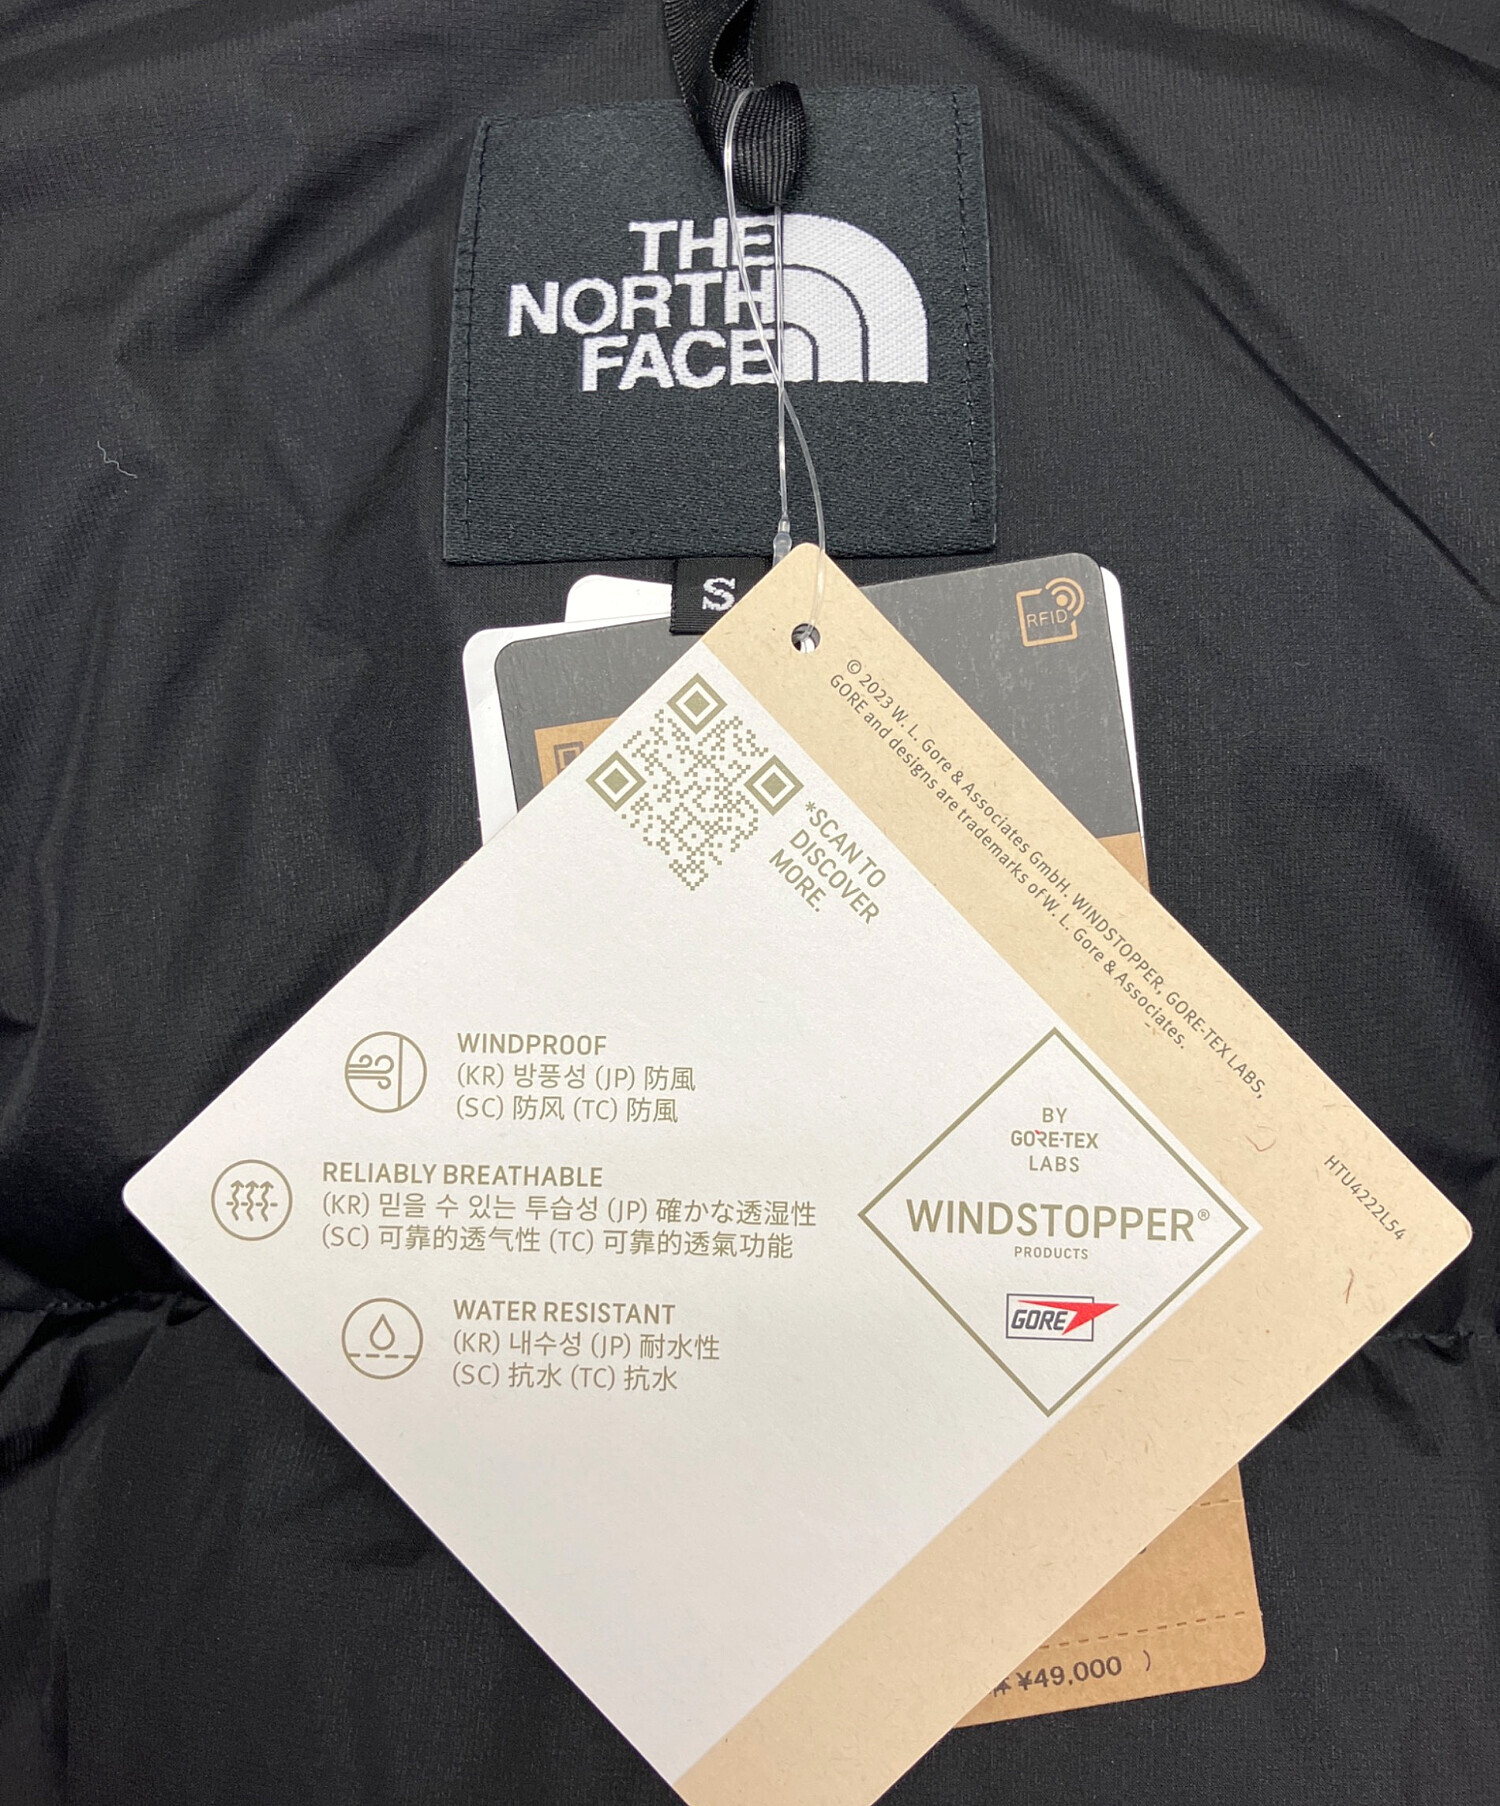 THE
NORTH
FACE
S
RFID
© 2023 W. L. Gore & Associates GmbH. WINDSTOPPER, GORE-TEX LABS,
GORE and designs are trademarks of W. L. Gore & Associates.
*SCAN TO
DISCOVER
MORE.
WINDPROOF
(KR) 방풍성 (JP) 防風
(SC) 防风 (TC) 防風
RELIABLY BREATHABLE
(KR) 믿을 수 있는 투습성 (JP) 確かな透湿性
(SC) 可靠的透气性 (TC) 可靠的透氣功能
WATER RESISTANT
(KR) 내수성 (JP) 耐水性
(SC) 抗水 (TC) 抗水
BY
GORE-TEX
LABS
WINDSTOPPER®
PRODUCTS
GORE
HTU4222L54
¥49,000 )